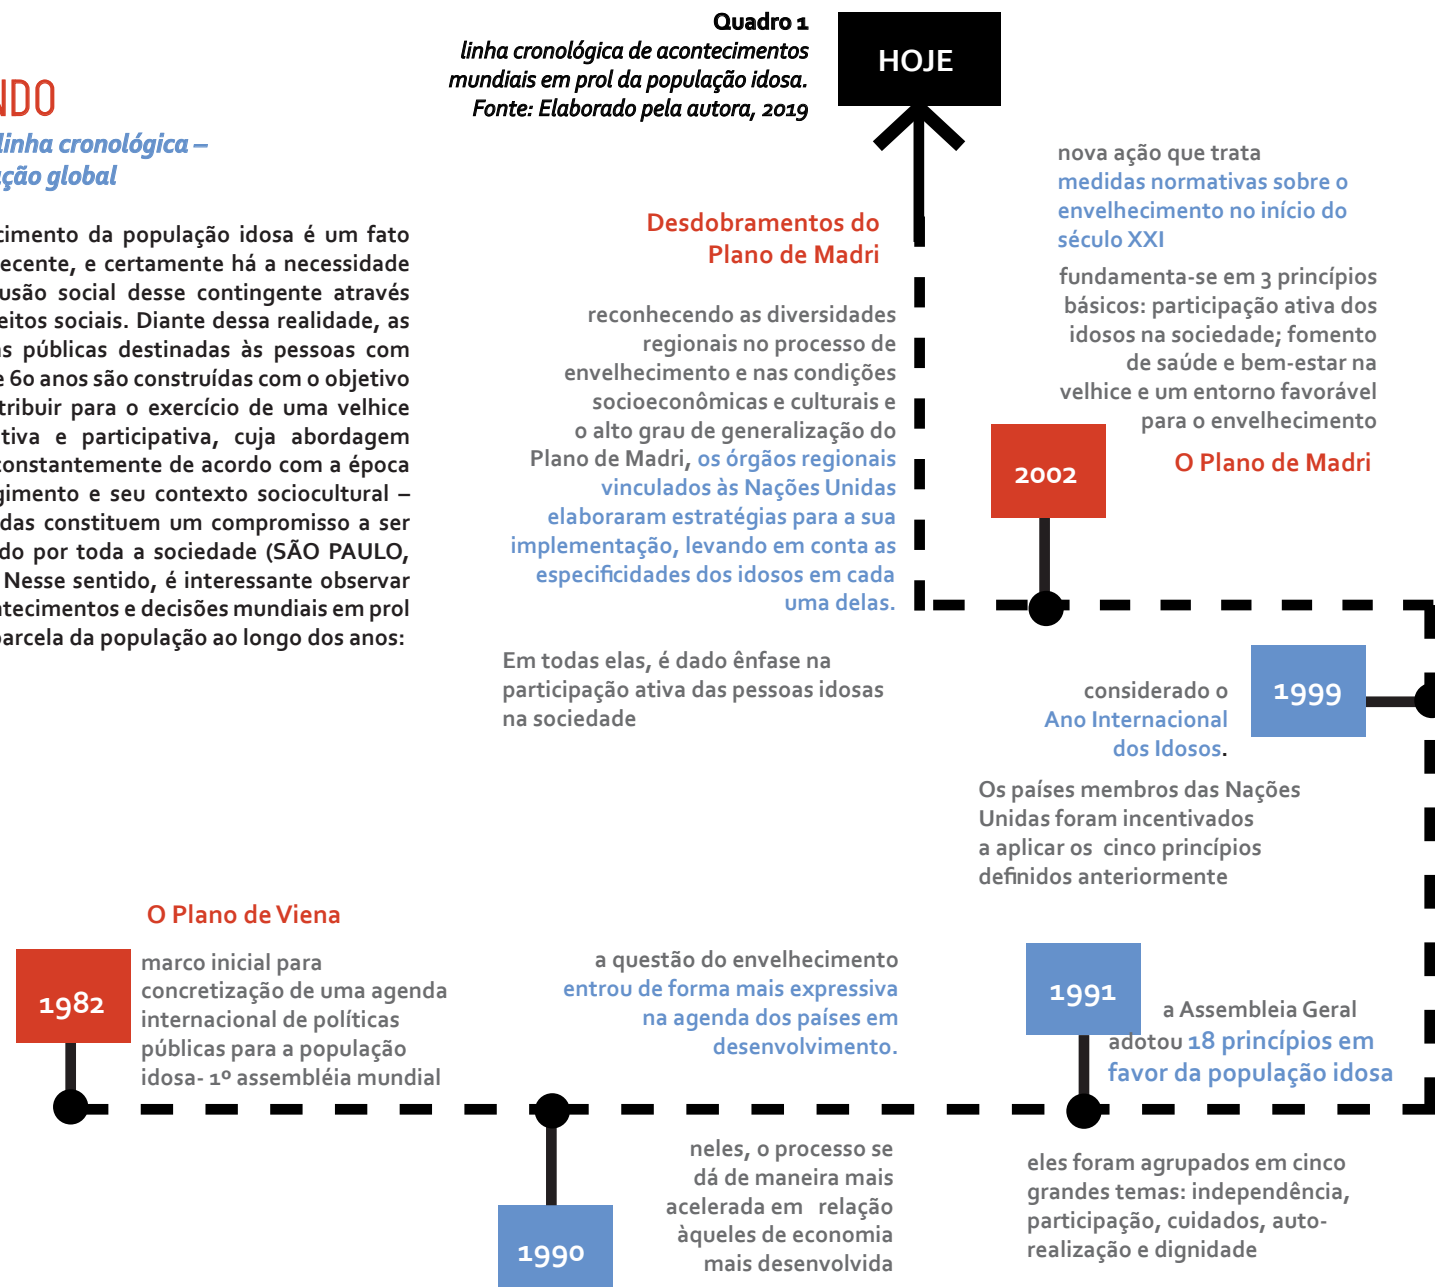 Quadro 1
linha cronológica de acontecimentos
mundiais em prol da população idosa.
Fonte: Elaborado pela autora, 2019
HOJE
NDO
linha cronológica –
ção global
cimento da população idosa é um fato
ecente, e certamente há a necessidade
usão social desse contingente através
eitos sociais. Diante dessa realidade, as
as públicas destinadas às pessoas com
e 60 anos são construídas com o objetivo
tribuir para o exercício de uma velhice
tiva e participativa, cuja abordagem
constantemente de acordo com a época
gimento e seu contexto sociocultural –
das constituem um compromisso a ser
do por toda a sociedade (SÃO PAULO,
Nesse sentido, é interessante observar
ntecimentos e decisões mundiais em prol
parcela da população ao longo dos anos:
Desdobramentos do
Plano de Madri
reconhecendo as diversidades
regionais no processo de
envelhecimento e nas condições
socioeconômicas e culturais e
o alto grau de generalização do
Plano de Madri, os órgãos regionais
vinculados às Nações Unidas
elaboraram estratégias para a sua
implementação, levando em conta as
especificidades dos idosos em cada
uma delas.
Em todas elas, é dado ênfase na
participação ativa das pessoas idosas
na sociedade
nova ação que trata
medidas normativas sobre o
envelhecimento no início do
século XXI
fundamenta-se em 3 princípios
básicos: participação ativa dos
idosos na sociedade; fomento
de saúde e bem-estar na
velhice e um entorno favorável
para o envelhecimento
O Plano de Madri
2002
1999
considerado o
Ano Internacional
dos Idosos.
Os países membros das Nações
Unidas foram incentivados
a aplicar os cinco princípios
definidos anteriormente
O Plano de Viena
1982
marco inicial para
concretização de uma agenda
internacional de políticas
públicas para a população
idosa- 1º assembléia mundial
a questão do envelhecimento
entrou de forma mais expressiva
na agenda dos países em
desenvolvimento.
neles, o processo se
dá de maneira mais
acelerada em relação
àqueles de economia
mais desenvolvida
1990
1991
a Assembleia Geral
adotou 18 princípios em
favor da população idosa
eles foram agrupados em cinco
grandes temas: independência,
participação, cuidados, auto-
realização e dignidade